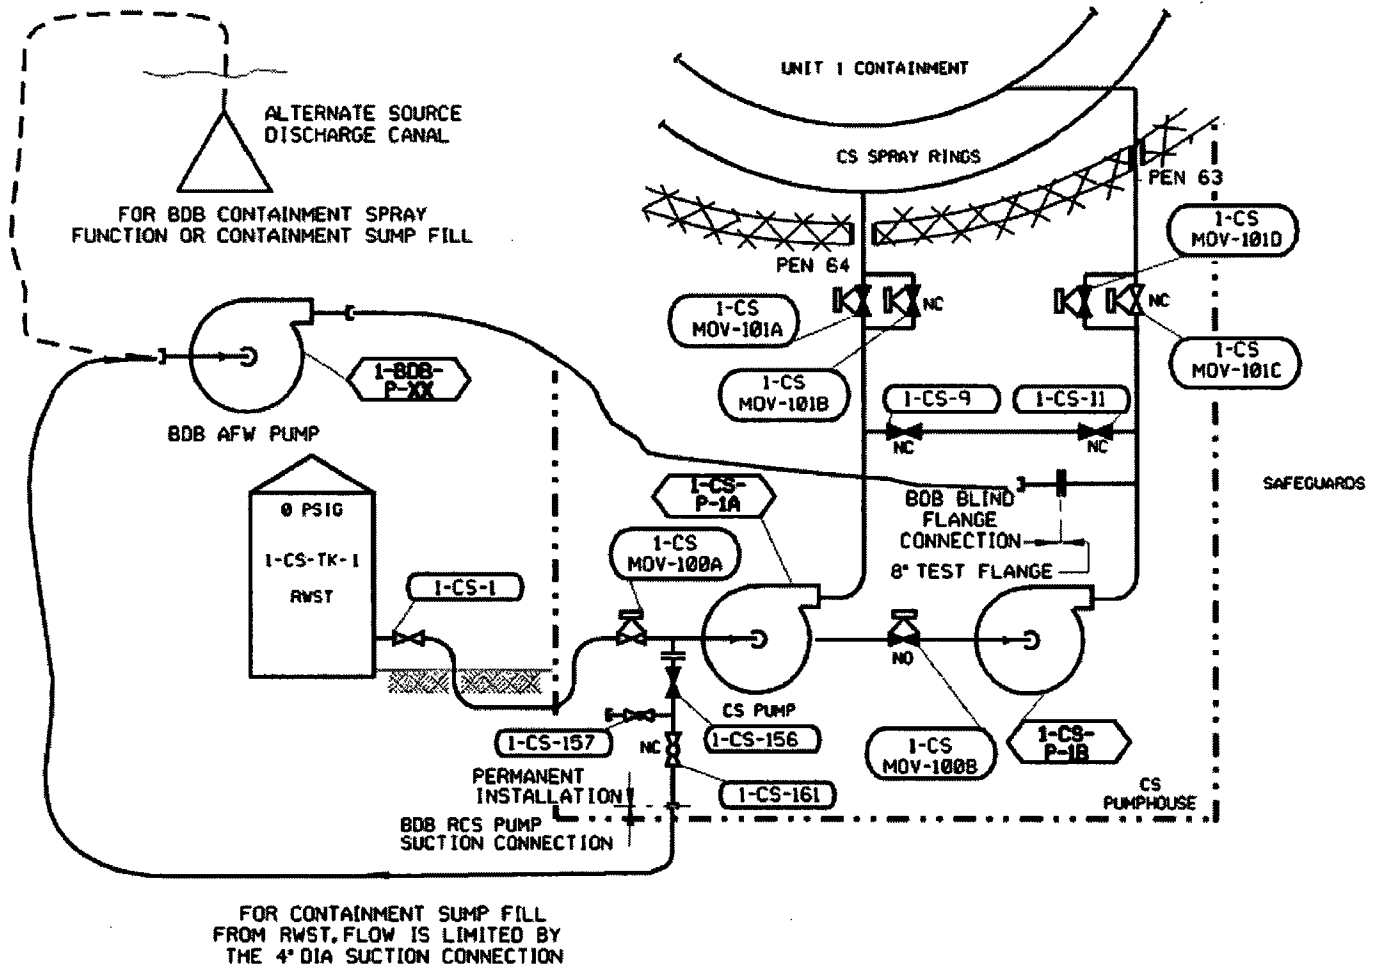 UNIT 1 CONTAINMENT
ALTERNATE SOURCE
DISCHARGE CANAL
CS SPRAY RINGS
PEN 63
FOR BDB CONTAINMENT SPRAY
FUNCTION OR CONTAINMENT SUMP FILL
1-CS
MOV-101D
PEN 64
1-CS
MOV-101A
NC
NC
1-CS
MOV-101C
1-BDB-
P-XX
1-CS
MOV-101B
1-CS-9
1-CS-11
BDB AFW PUMP
NC
NC
SAFEGUARDS
1-CS-
P-1A
BDB BLIND
FLANGE
CONNECTION
8" TEST FLANGE
0 PSIG
1-CS-TK-1
RWST
1-CS
MOV-100A
1-CS-1
NO
CS PUMP
1-CS-157
NC
1-CS-156
1-CS
MOV-100B
1-CS-
P-1B
PERMANENT
INSTALLATION
1-CS-161
CS
PUMPHOUSE
BDB RCS PUMP
SUCTION CONNECTION
FOR CONTAINMENT SUMP FILL
FROM RWST, FLOW IS LIMITED BY
THE 4" DIA SUCTION CONNECTION